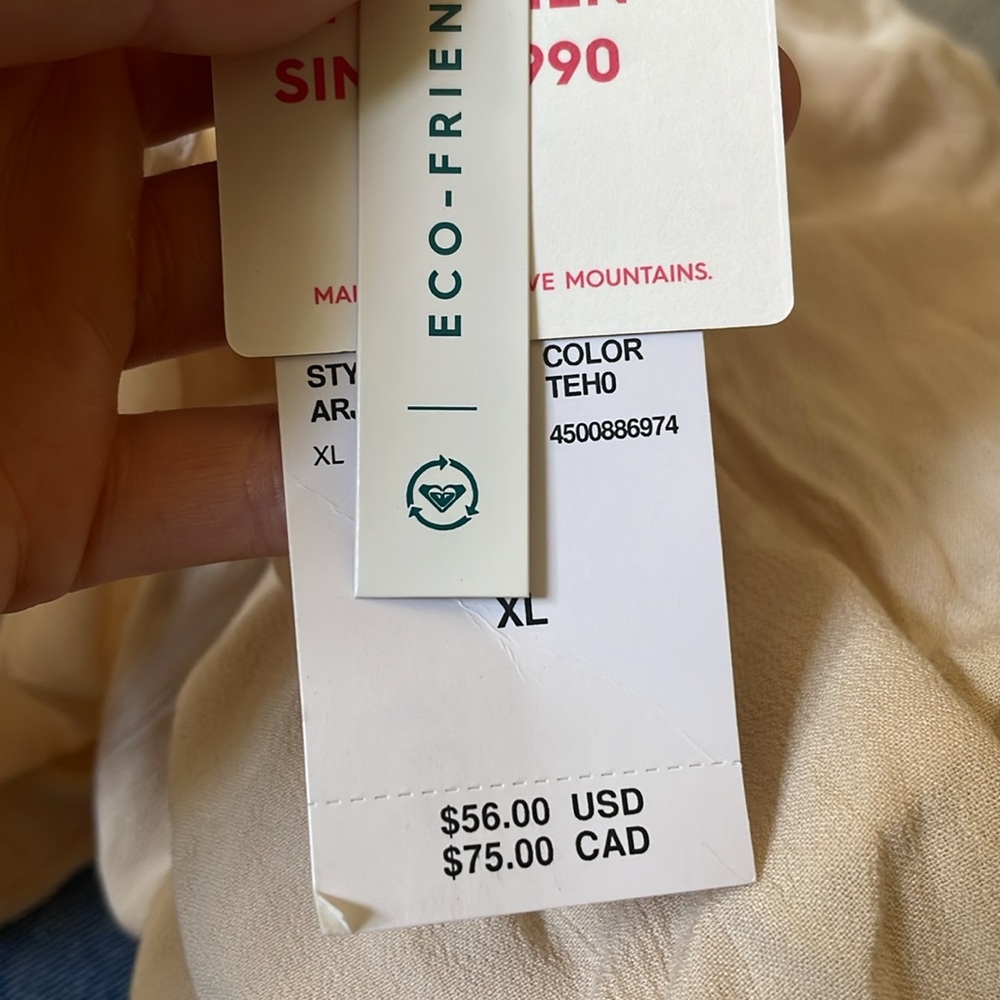 SIN 990
ECO-FRIEN
MAI VE MOUNTAINS.
STY COLOR
AR TEH0
XL 4500886974
XL
$56.00 USD
$75.00 CAD